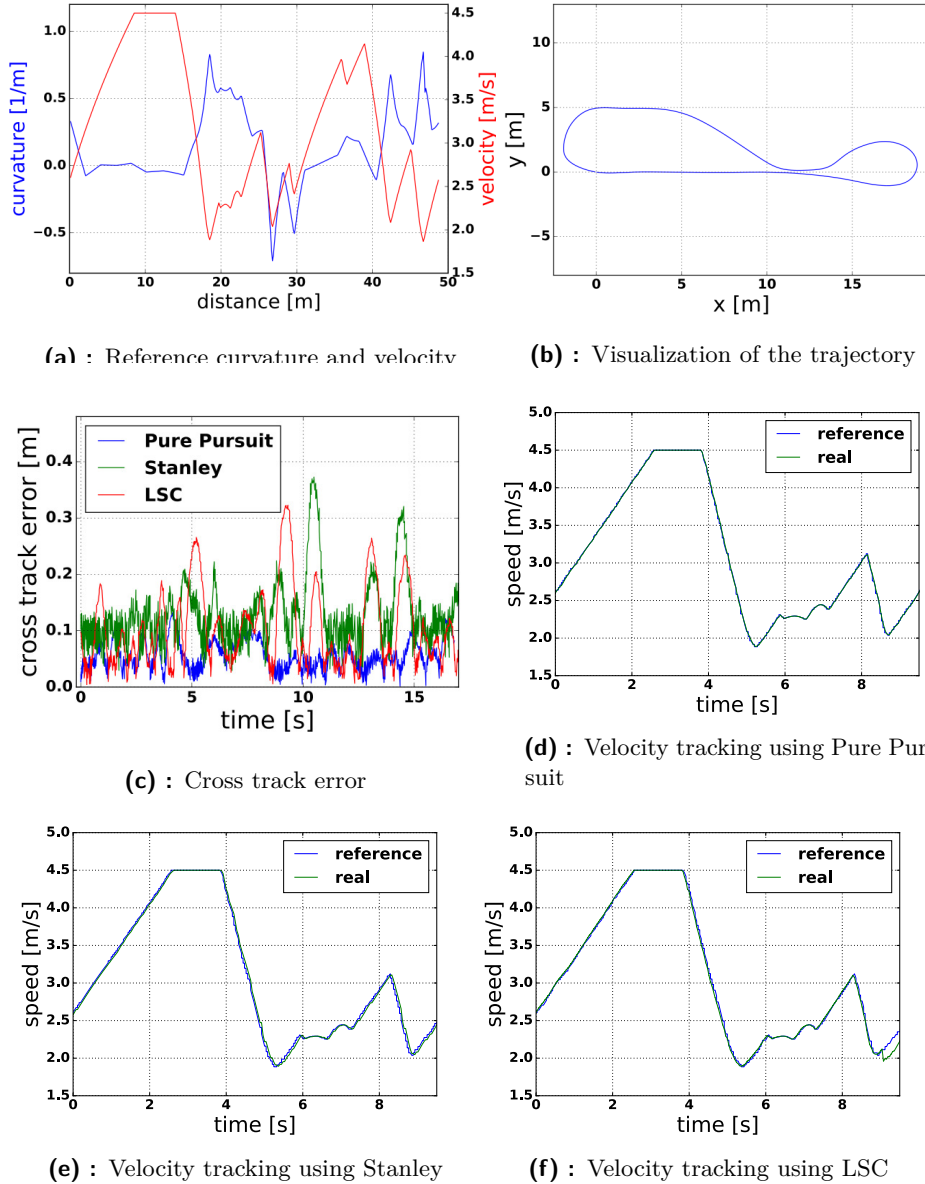 1.0
0.5
0.0
−0.5
curvature [1/m]
0 10 20 30 40 50
distance [m]
4.5
4.0
3.5
3.0
2.5
2.0
1.5
velocity [m/s]
(a) : Reference curvature and velocity
10
5
0
−5
y [m]
0 5 10 15
x [m]
(b) : Visualization of the trajectory
Pure Pursuit
Stanley
LSC
0.4
0.3
0.2
0.1
0.0
cross track error [m]
0 5 10 15
time [s]
(c) : Cross track error
reference
real
5.0
4.5
4.0
3.5
3.0
2.5
2.0
1.5
speed [m/s]
0 2 4 6 8
time [s]
(d) : Velocity tracking using Pure Pur
suit
reference
real
5.0
4.5
4.0
3.5
3.0
2.5
2.0
1.5
speed [m/s]
0 2 4 6 8
time [s]
(e) : Velocity tracking using Stanley
reference
real
5.0
4.5
4.0
3.5
3.0
2.5
2.0
1.5
speed [m/s]
0 2 4 6 8
time [s]
(f) : Velocity tracking using LSC